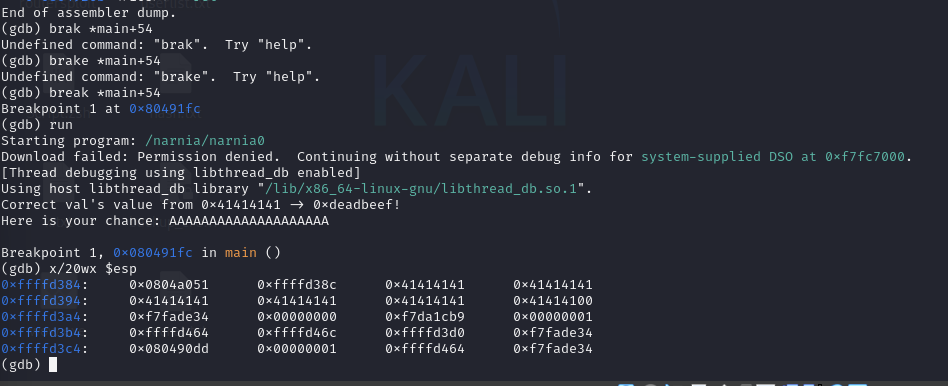 End of assembler dump.
(gdb) brak *main+54
Undefined command: "brak".  Try "help".
(gdb) brake *main+54
Undefined command: "brake".  Try "help".
(gdb) break *main+54
Breakpoint 1 at 0×80491fc
(gdb) run
Starting program: /narnia/narnia0
Download failed: Permission denied.  Continuing without separate debug info for system-supplied DSO at 0×f7fc7000.
[Thread debugging using libthread_db enabled]
Using host libthread_db library "/lib/x86_64-linux-gnu/libthread_db.so.1".
Correct val's value from 0×41414141 → 0×deadbeef!
Here is your chance: AAAAAAAAAAAAAAAAAAAA
Breakpoint 1, 0×080491fc in main ()
(gdb) x/20wx $esp
0×ffffd384:     0×0804a051      0×ffffd38c      0×41414141      0×41414141
0×ffffd394:     0×41414141      0×41414141      0×41414141      0×41414100
0×ffffd3a4:     0×f7fade34      0×00000000      0×f7da1cb9      0×00000001
0×ffffd3b4:     0×ffffd464      0×ffffd46c      0×ffffd3d0      0×f7fade34
0×ffffd3c4:     0×080490dd      0×00000001      0×ffffd464      0×f7fade34
(gdb)
KALI